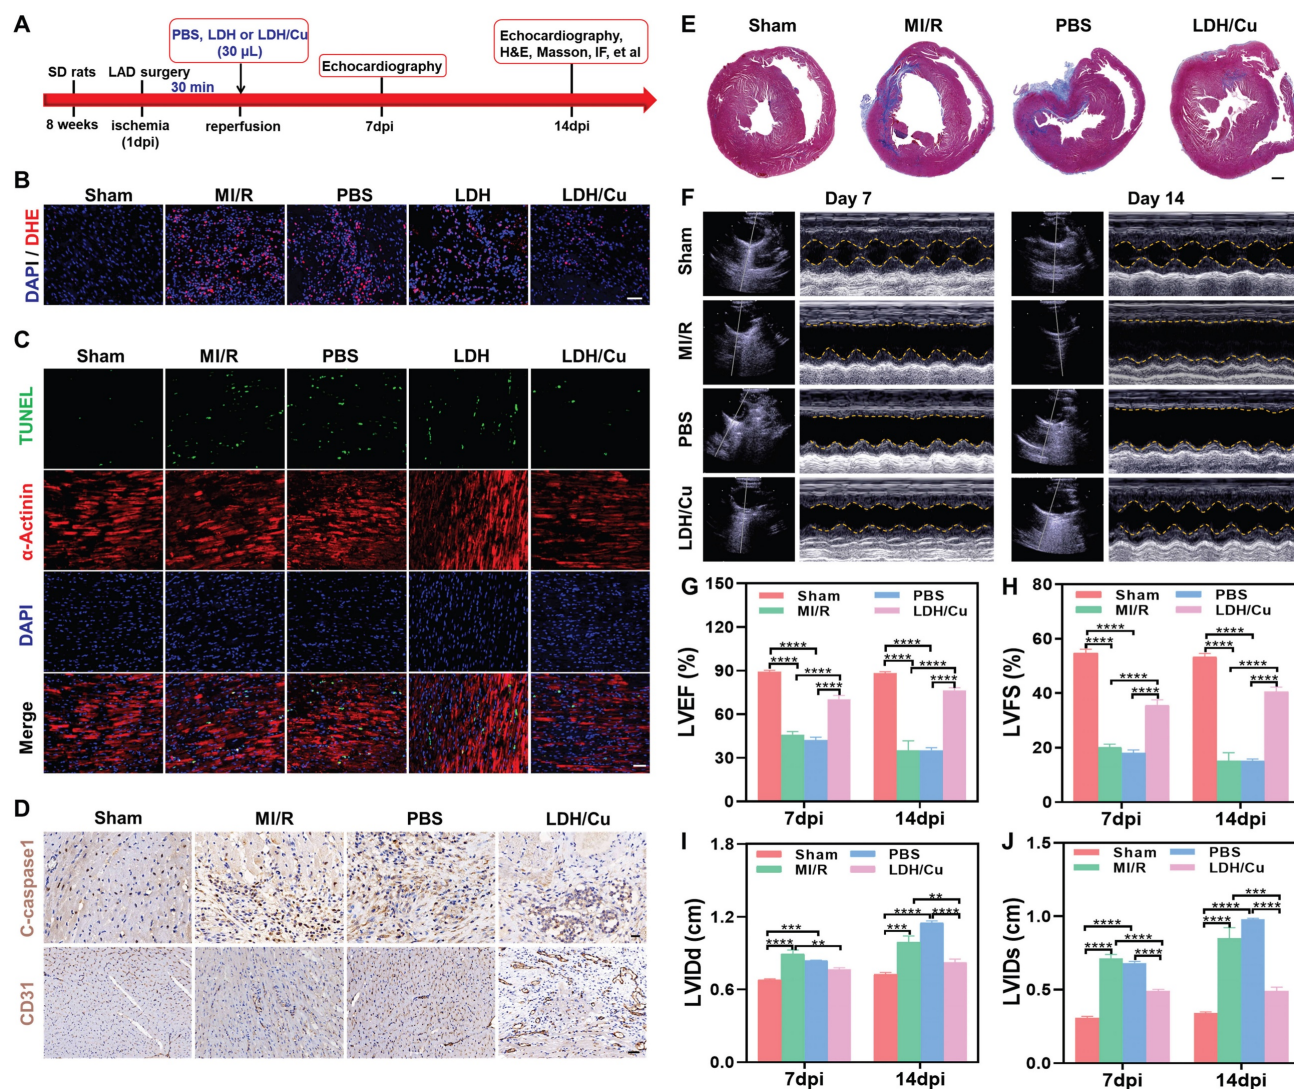 A
PBS, LDH or LDH/Cu
(30 µL)
Echocardiography,
H&E, Masson, IF, et al
Echocardiography
SD rats
LAD surgery
30 min
8 weeks
ischemia
(1dpi)
reperfusion
7dpi
14dpi
B
Sham
MI/R
PBS
LDH
LDH/Cu
DAPI / DHE
C
Sham
MI/R
PBS
LDH
LDH/Cu
TUNEL
α-Actinin
DAPI
Merge
D
Sham
MI/R
PBS
LDH/Cu
C-caspase1
CD31
E
Sham
MI/R
PBS
LDH/Cu
F
Day 7
Day 14
Sham
MI/R
PBS
LDH/Cu
G
LVEF (%)
150
120
90
60
30
0
Sham
PBS
MI/R
LDH/Cu
****
****
****
****
****
****
****
****
7dpi
14dpi
H
LVFS (%)
80
60
40
20
0
Sham
PBS
MI/R
LDH/Cu
****
****
****
****
****
****
****
****
7dpi
14dpi
I
LVIDd (cm)
1.8
1.2
0.6
0.0
Sham
PBS
MI/R
LDH/Cu
***
****
**
**
****
****
***
7dpi
14dpi
J
LVIDs (cm)
1.5
1.0
0.5
0.0
Sham
PBS
MI/R
LDH/Cu
****
****
****
****
***
****
****
****
7dpi
14dpi